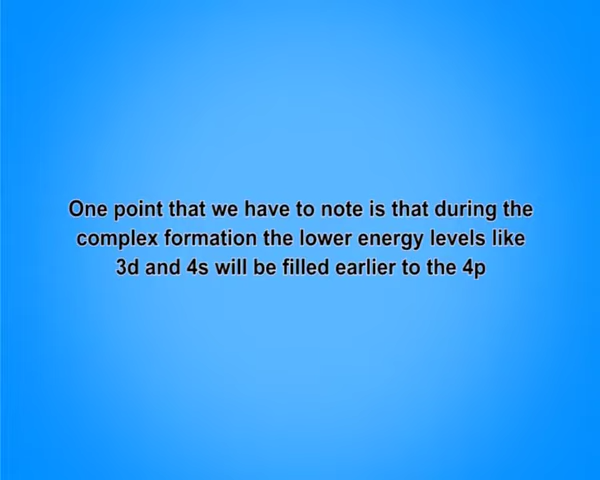 One point that we have to note is that during the
complex formation the lower energy levels like
3d and 4s will be filled earlier to the 4p